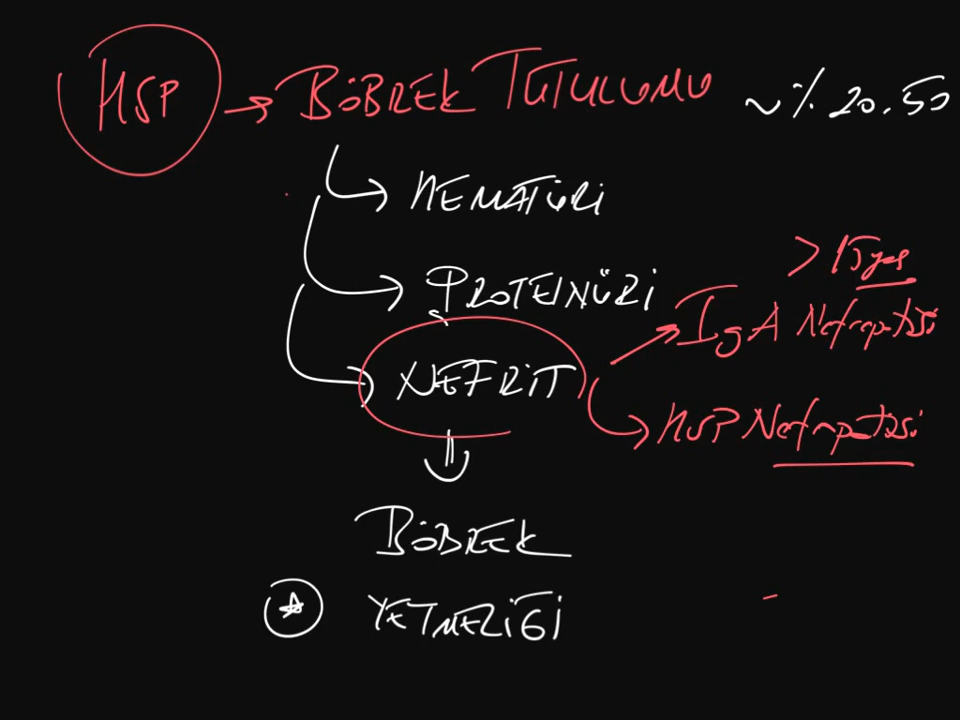 HSP → BÖBREK TUTULUMU ~ % 20.50
HEMATÜRİ
> 15 yaş
PROTEİNÜRİ
IgA Nefropatisi
NEFRİT
HSP Nefropatisi
BÖBREK
YETMEZLİĞİ